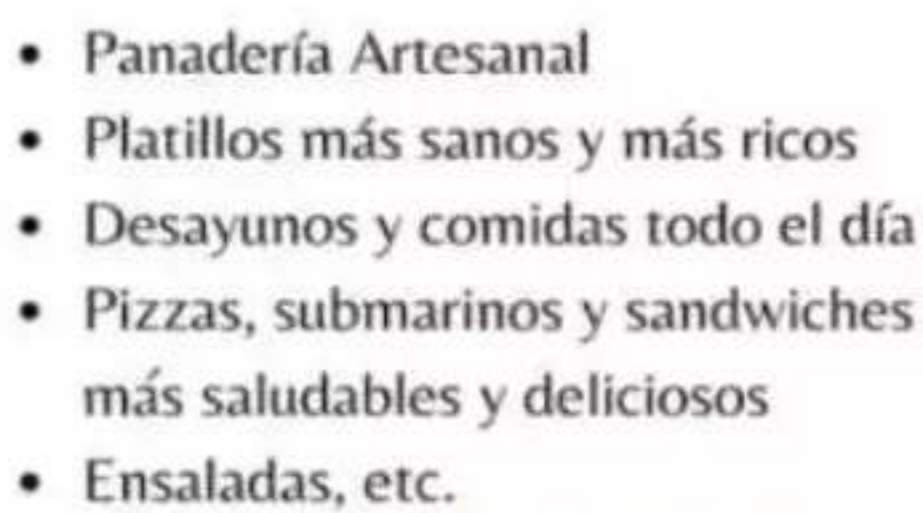 • Panadería Artesanal
• Platillos más sanos y más ricos
• Desayunos y comidas todo el día
• Pizzas, submarinos y sandwiches
más saludables y deliciosos
• Ensaladas, etc.